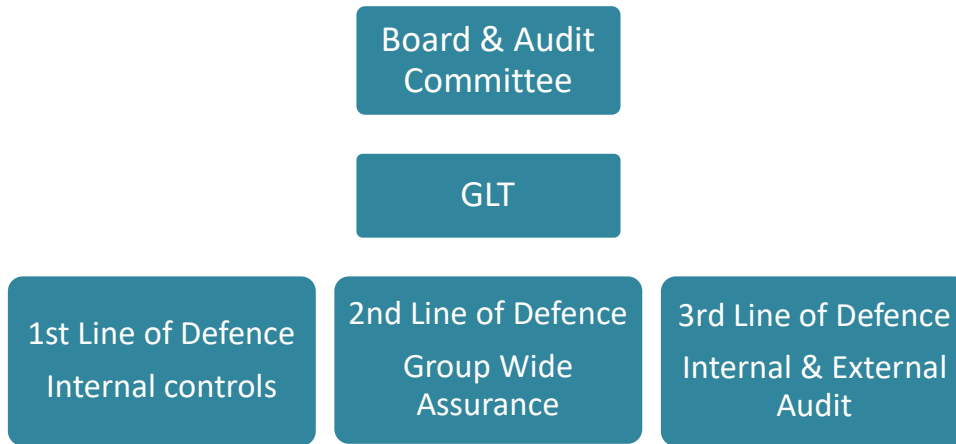 Board & Audit
Committee
GLT
1st Line of Defence
Internal controls
2nd Line of Defence
Group Wide
Assurance
3rd Line of Defence
Internal & External
Audit